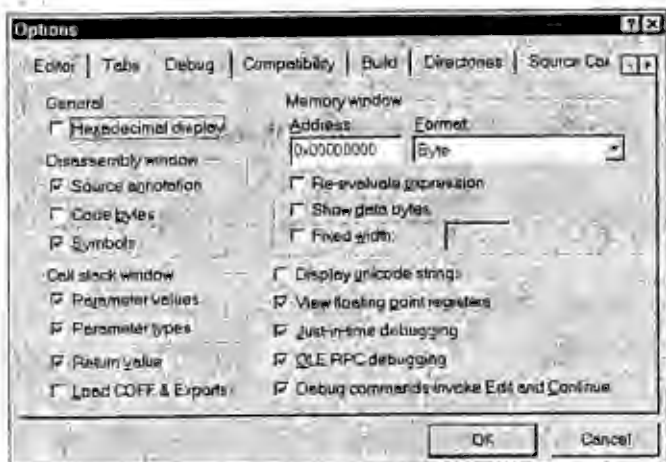 Options
Editor Tabs Debug Compatibility Build Directories Source Con
General
Hexadecimal display
Disassembly window
Source annotation
Code bytes
Symbols
Call stack window
Parameter values
Parameter types
Return value
Load COFF & Exports
Memory window
Address:
Format:
0x00000000
Byte
Re-evaluate expression
Show data bytes
Fixed width:
Display unicode strings
View floating point registers
Just-in-time debugging
OLE RPC debugging
Debug commands invoke Edit and Continue
OK
Cancel